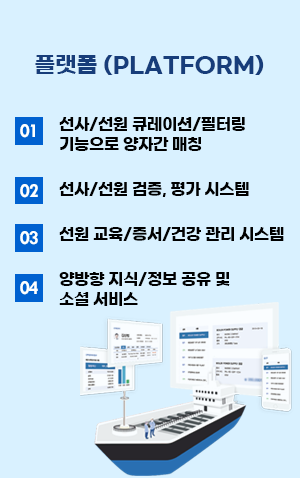 플랫폼 (PLATFORM)
01
선사/선원 큐레이션/필터링
기능으로 양자간 매칭
02
선사/선원 검증, 평가 시스템
03
선원 교육/증서/건강 관리 시스템
04
양방향 지식/정보 공유 및
소셜 서비스